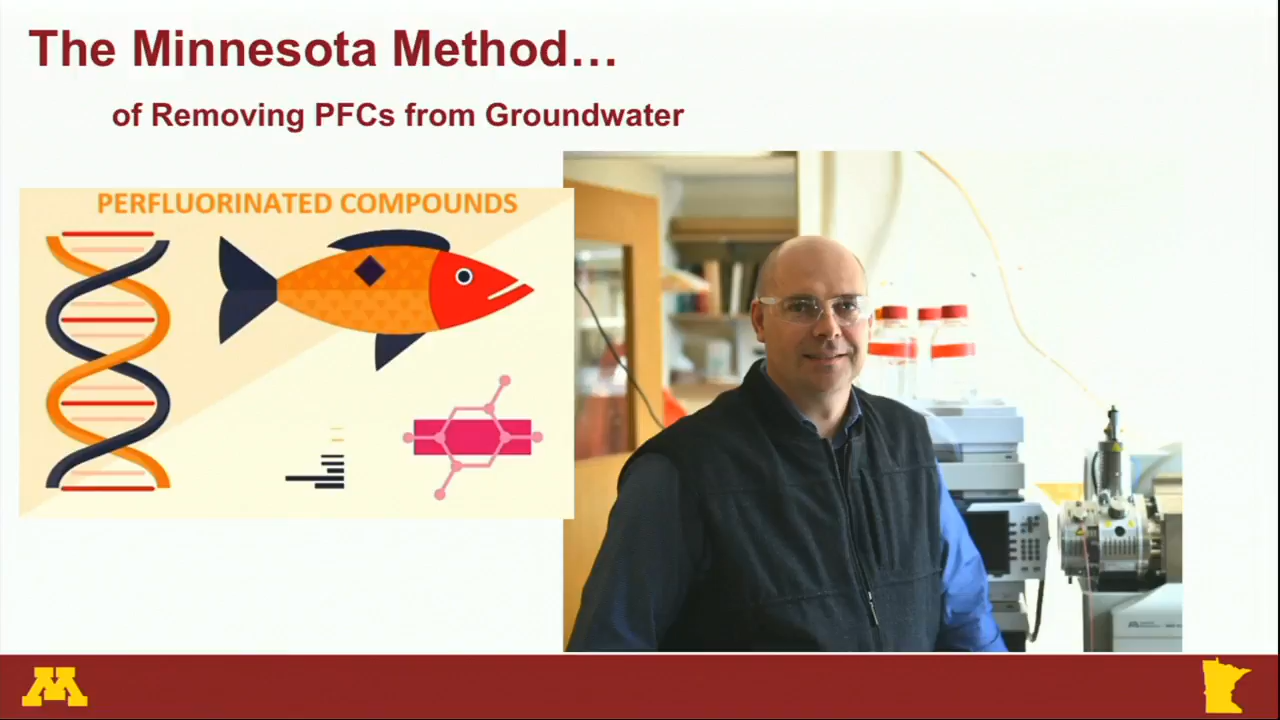 The Minnesota Method…
of Removing PFCs from Groundwater
PERFLUORINATED COMPOUNDS
M